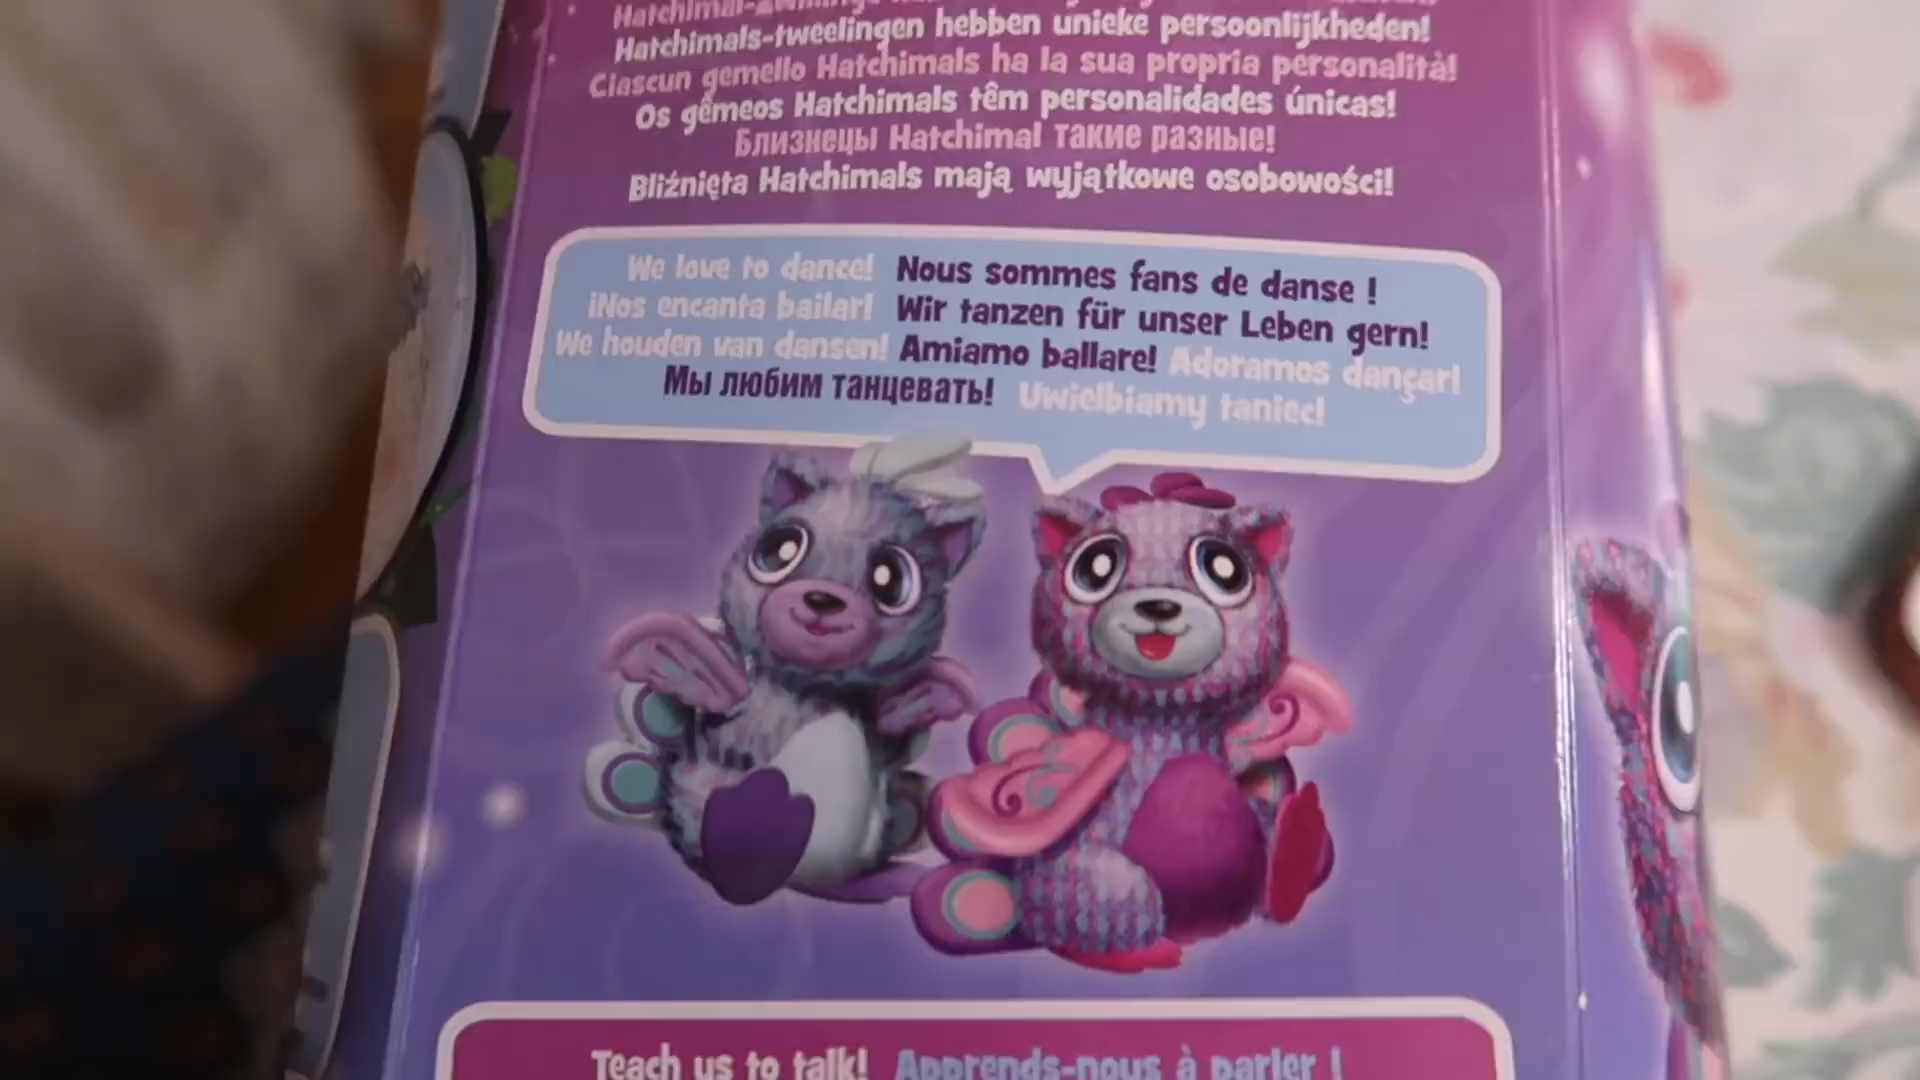 Hatchimals-tweelingen hebben unieke persoonlijkheden!
Ciascun gemello Hatchimals ha la sua propria personalità!
Os gêmeos Hatchimals têm personalidades únicas!
Близнецы Hatchimal такие разные!
Bliźnięta Hatchimals mają wyjątkowe osobowości!
We love to dance! Nous sommes fans de danse !
¡Nos encanta bailar! Wir tanzen für unser Leben gern!
We houden van dansen! Amiamo ballare! Adoramos dançar!
Мы любим танцевать! Uwielbiamy taniec!
Teach us to talk! Apprends-nous à parler !